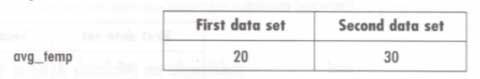 First data set Second data set
avg_temp 20 30